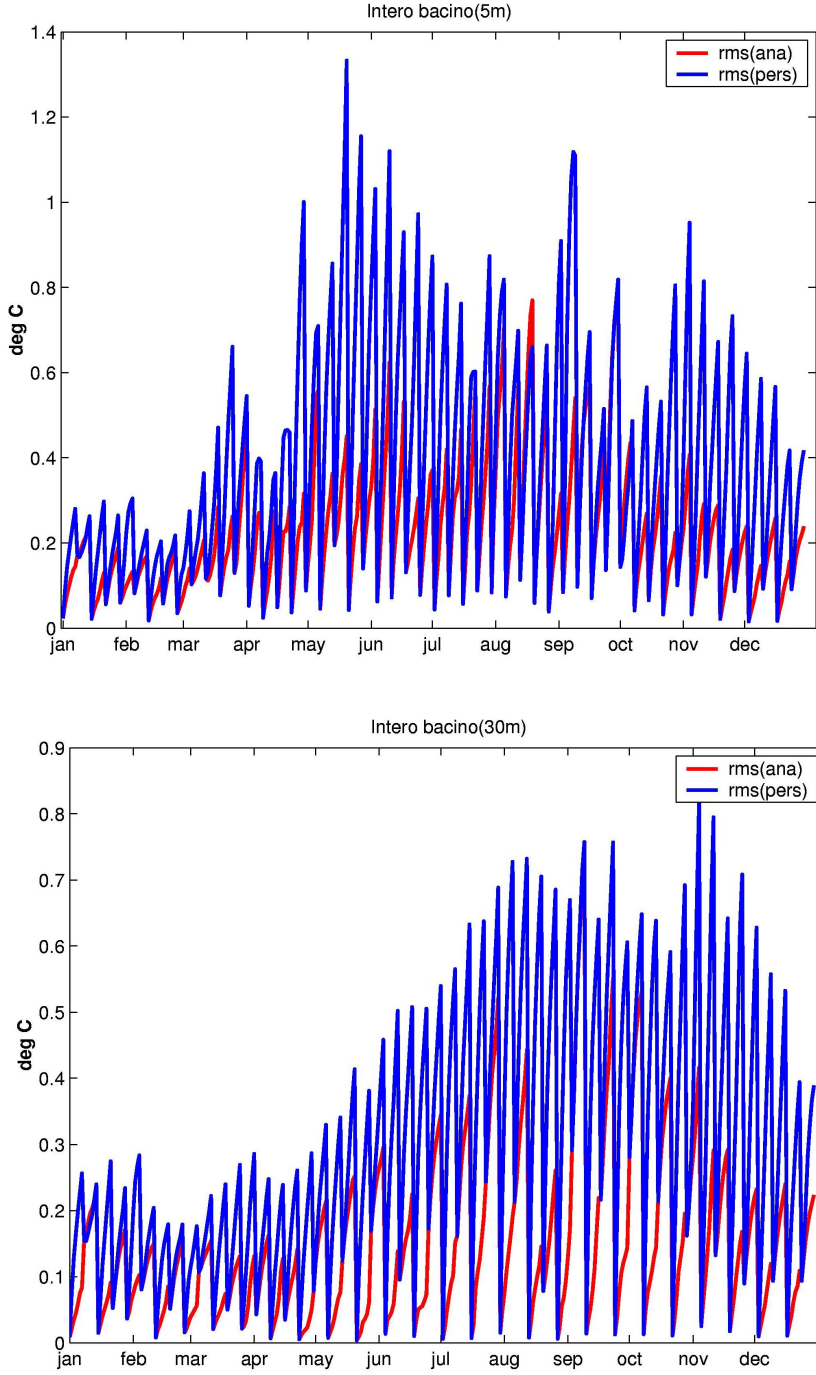 Intero bacino(5m)
1.4
1.2
1
0.8
0.6
0.4
0.2
0
deg C
rms(ana)
rms(pers)
jan feb mar apr may jun jul aug sep oct nov dec
Intero bacino(30m)
0.9
0.8
0.7
0.6
0.5
0.4
0.3
0.2
0.1
0
deg C
rms(ana)
rms(pers)
jan feb mar apr may jun jul aug sep oct nov dec